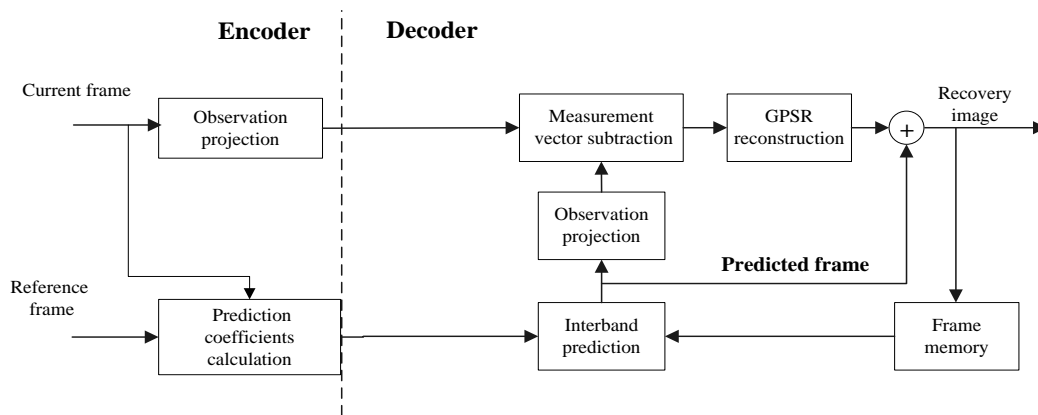 Encoder
Decoder
Current frame
Observation
projection
Measurement
vector subtraction
GPSR
reconstruction
+
Recovery
image
Observation
projection
Predicted frame
Reference
frame
Prediction
coefficients
calculation
Interband
prediction
Frame
memory